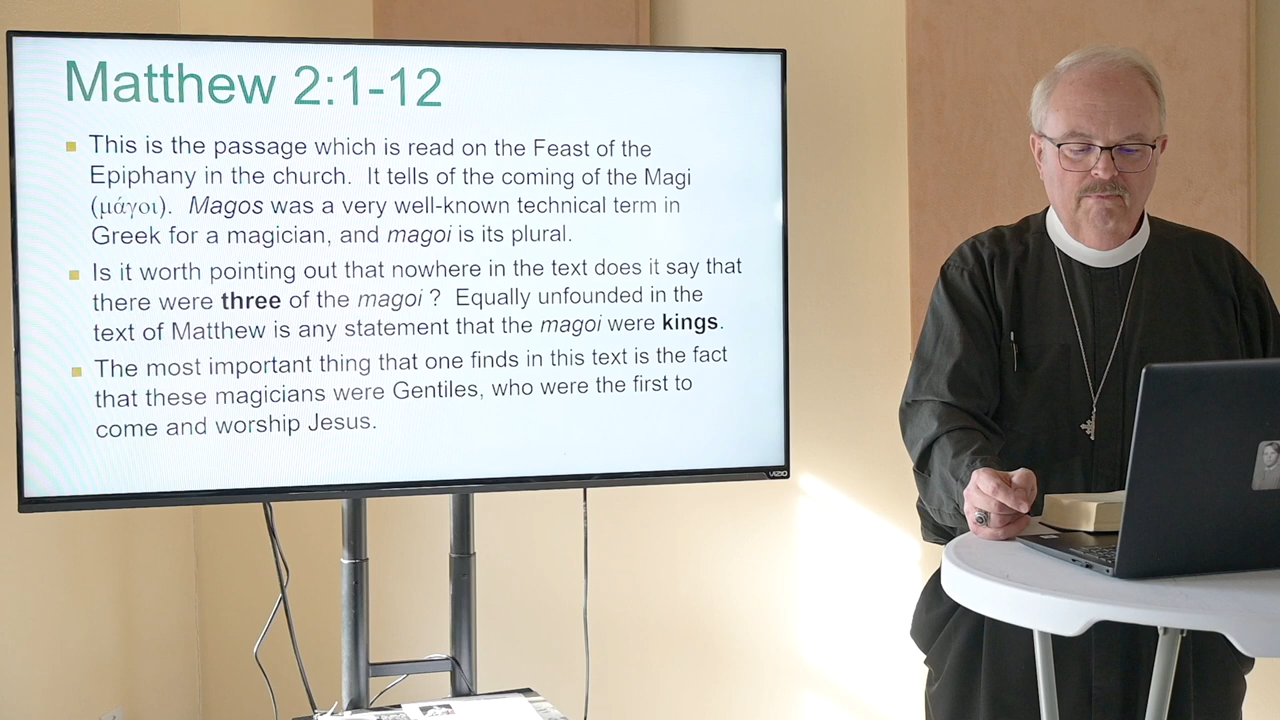 Matthew 2:1-12
This is the passage which is read on the Feast of the
Epiphany in the church.  It tells of the coming of the Magi
(μάγοι).  Magos was a very well-known technical term in
Greek for a magician, and magoi is its plural.
Is it worth pointing out that nowhere in the text does it say that
there were three of the magoi ?  Equally unfounded in the
text of Matthew is any statement that the magoi were kings.
The most important thing that one finds in this text is the fact
that these magicians were Gentiles, who were the first to
come and worship Jesus.
VIZIO